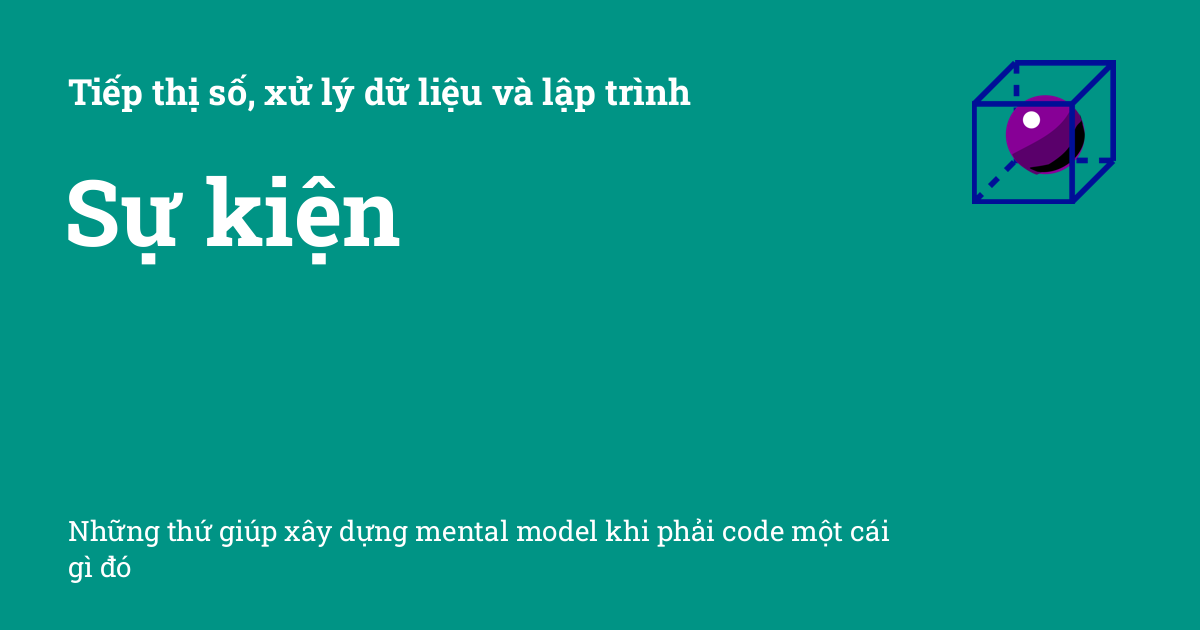 Tiếp thị số, xử lý dữ liệu và lập trình
Sự kiện
Những thứ giúp xây dựng mental model khi phải code một cái
gì đó